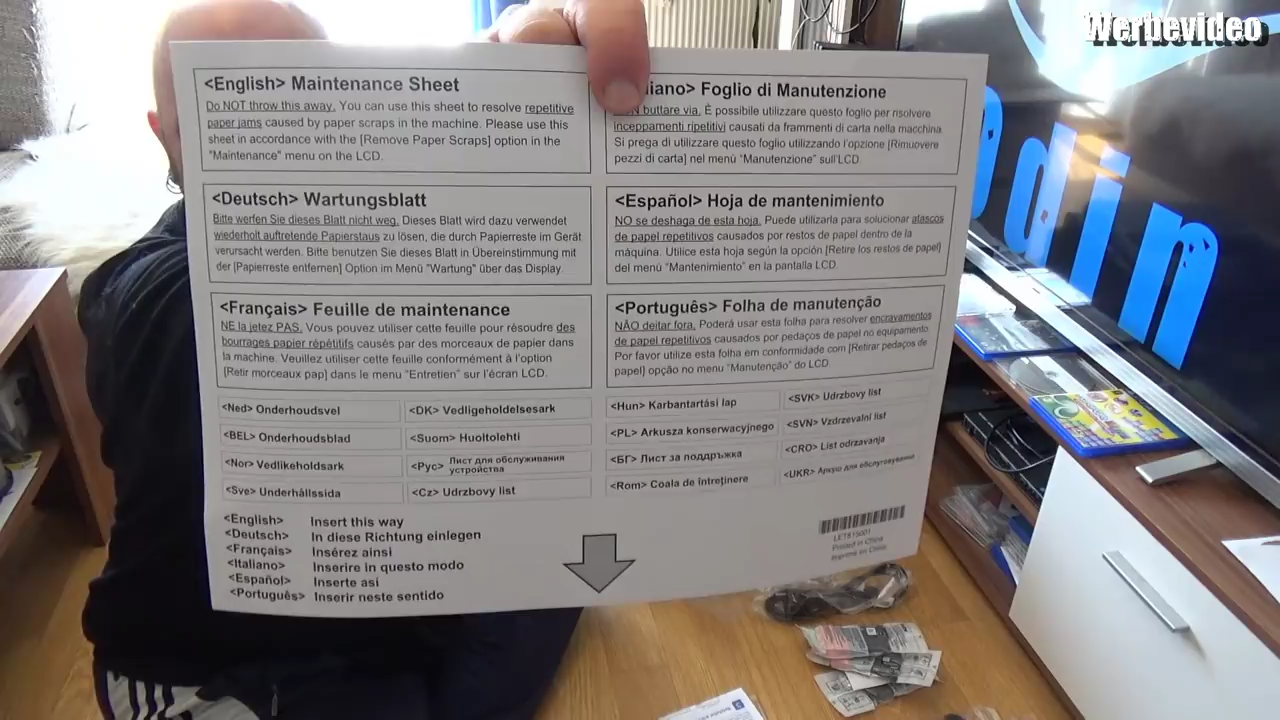 Werbevideo
<English> Maintenance Sheet
Do NOT throw this away. You can use this sheet to resolve repetitive
paper jams caused by paper scraps in the machine. Please use this
sheet in accordance with the [Remove Paper Scraps] option in the
"Maintenance" menu on the LCD.
Foglio di Manutenzione
buttare via. È possibile utilizzare questo foglio per risolvere
inceppamenti ripetitivi causati da frammenti di carta nella macchina.
Si prega di utilizzare questo foglio utilizzando l'opzione [Rimuovere
pezzi di carta] nel menù "Manutenzione" sull'LCD.
<Deutsch> Wartungsblatt
Bitte werfen Sie dieses Blatt nicht weg. Dieses Blatt wird dazu verwendet
wiederholt auftretende Papierstaus zu lösen, die durch Papierreste im Gerät
verursacht werden. Bitte benutzen Sie dieses Blatt in Übereinstimmung mit
der [Papierreste entfernen] Option im Menü "Wartung" über das Display.
<Español> Hoja de mantenimiento
NO se deshaga de esta hoja. Puede utilizarla para solucionar atascos
de papel repetitivos causados por restos de papel dentro de la
máquina. Utilice esta hoja según la opción [Retire los restos de papel]
del menú "Mantenimiento" en la pantalla LCD.
<Français> Feuille de maintenance
NE la jetez PAS. Vous pouvez utiliser cette feuille pour résoudre des
bourrages papier répétitifs causés par des morceaux de papier dans
la machine. Veuillez utiliser cette feuille conformément à l'option
[Retir morceaux pap] dans le menu "Entretien" sur l'écran LCD.
<Português> Folha de manutenção
NÃO deitar fora. Poderá usar esta folha para resolver encravamentos
de papel repetitivos causados por pedaços de papel no equipamento.
Por favor utilize esta folha em conformidade com [Retirar pedaços de
papel] opção no menu "Manutenção" do LCD.
<Ned> Onderhoudsvel
<DK> Vedligeholdelsesark
<Hun> Karbantartási lap
<SVK> Udrzbovy list
<BEL> Onderhoudsblad
<Suom> Huoltolehti
<PL> Arkusza konserwacyjnego
<SVN> Vzdrzevalni list
<Nor> Vedlikeholdsark
<Рус> Лист для обслуживания
устройства
<БГ> Лист за поддръжка
<CRO> List odrzavanja
<Sve> Underhållssida
<Cz> Udrzbovy list
<Rom> Coala de întreţinere
<UKR> Аркуш для обслуговування
<English> Insert this way
<Deutsch> In diese Richtung einlegen
<Français> Insérez ainsi
<Italiano> Inserire in questo modo
<Español> Inserte así
<Português> Inserir neste sentido
LET815001
Printed in China
Imprimé en Chine